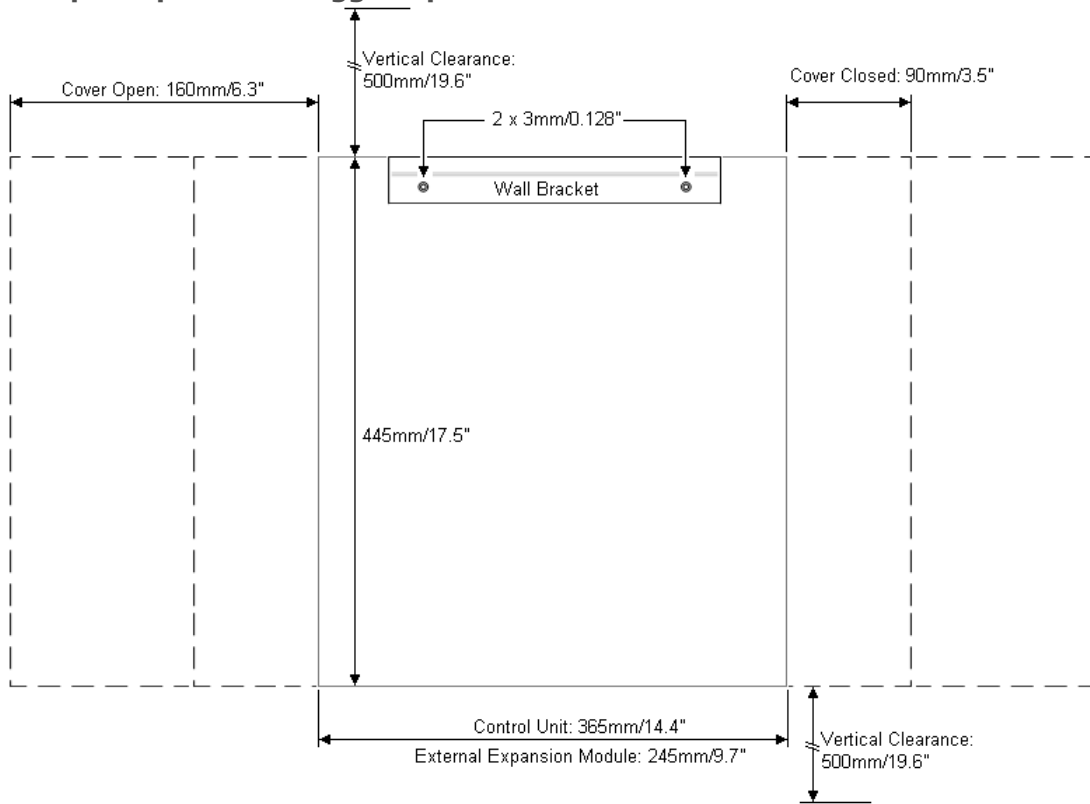 Vertical Clearance:
500mm/19.6"
Cover Open: 160mm/6.3"
Cover Closed: 90mm/3.5"
2 x 3mm/0.128"
Wall Bracket
445mm/17.5"
Control Unit: 365mm/14.4"
External Expansion Module: 245mm/9.7"
Vertical Clearance:
500mm/19.6"